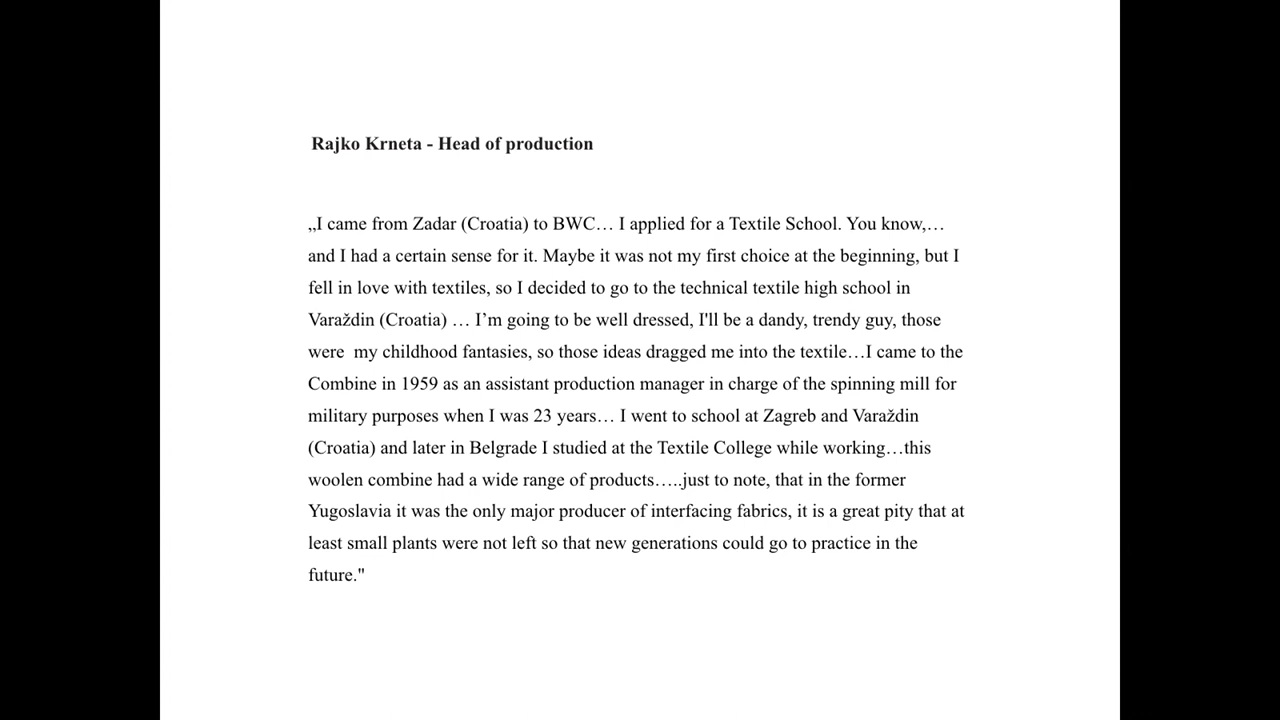 Rajko Krneta - Head of production
„I came from Zadar (Croatia) to BWC… I applied for a Textile School. You know,…
and I had a certain sense for it. Maybe it was not my first choice at the beginning, but I
fell in love with textiles, so I decided to go to the technical textile high school in
Varaždin (Croatia) … I’m going to be well dressed, I'll be a dandy, trendy guy, those
were  my childhood fantasies, so those ideas dragged me into the textile…I came to the
Combine in 1959 as an assistant production manager in charge of the spinning mill for
military purposes when I was 23 years… I went to school at Zagreb and Varaždin
(Croatia) and later in Belgrade I studied at the Textile College while working…this
woolen combine had a wide range of products…..just to note, that in the former
Yugoslavia it was the only major producer of interfacing fabrics, it is a great pity that at
least small plants were not left so that new generations could go to practice in the
future."